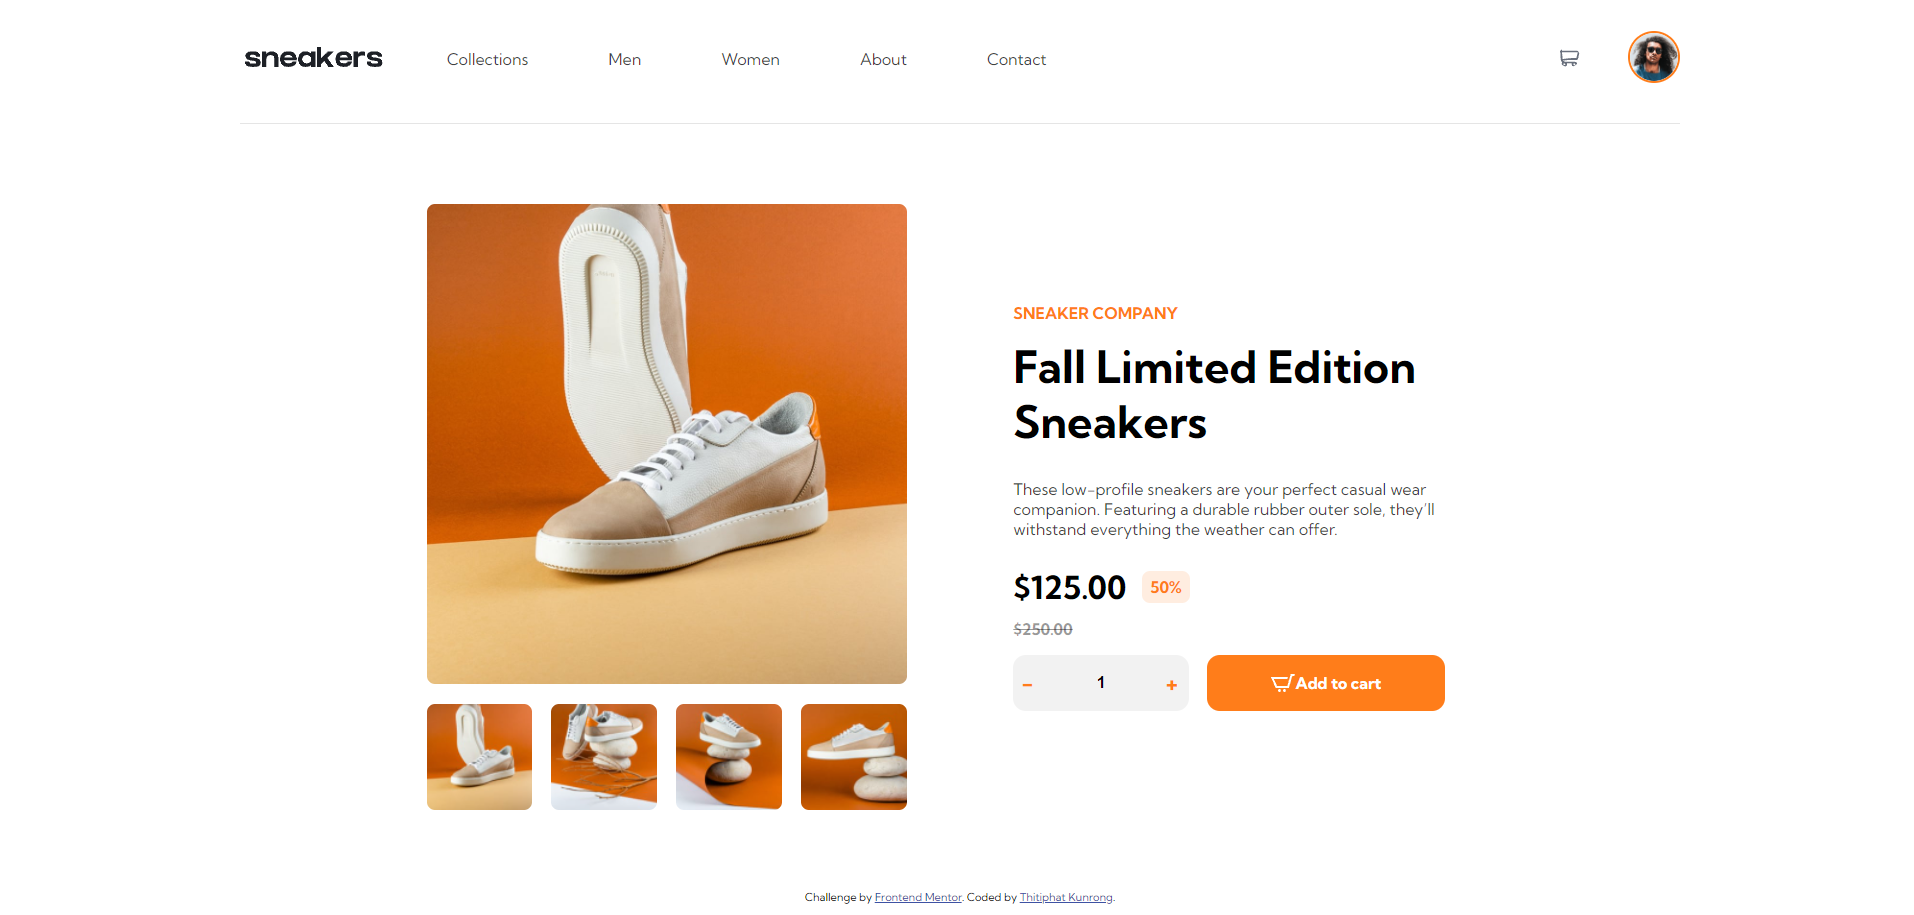 sneakers Collections Men Women About Contact
SNEAKER COMPANY
Fall Limited Edition
Sneakers
These low-profile sneakers are your perfect casual wear
companion. Featuring a durable rubber outer sole, they’ll
withstand everything the weather can offer.
$125.00 50%
$250.00
− 1 + Add to cart
Challenge by Frontend Mentor. Coded by Thitiphat Kunrong.